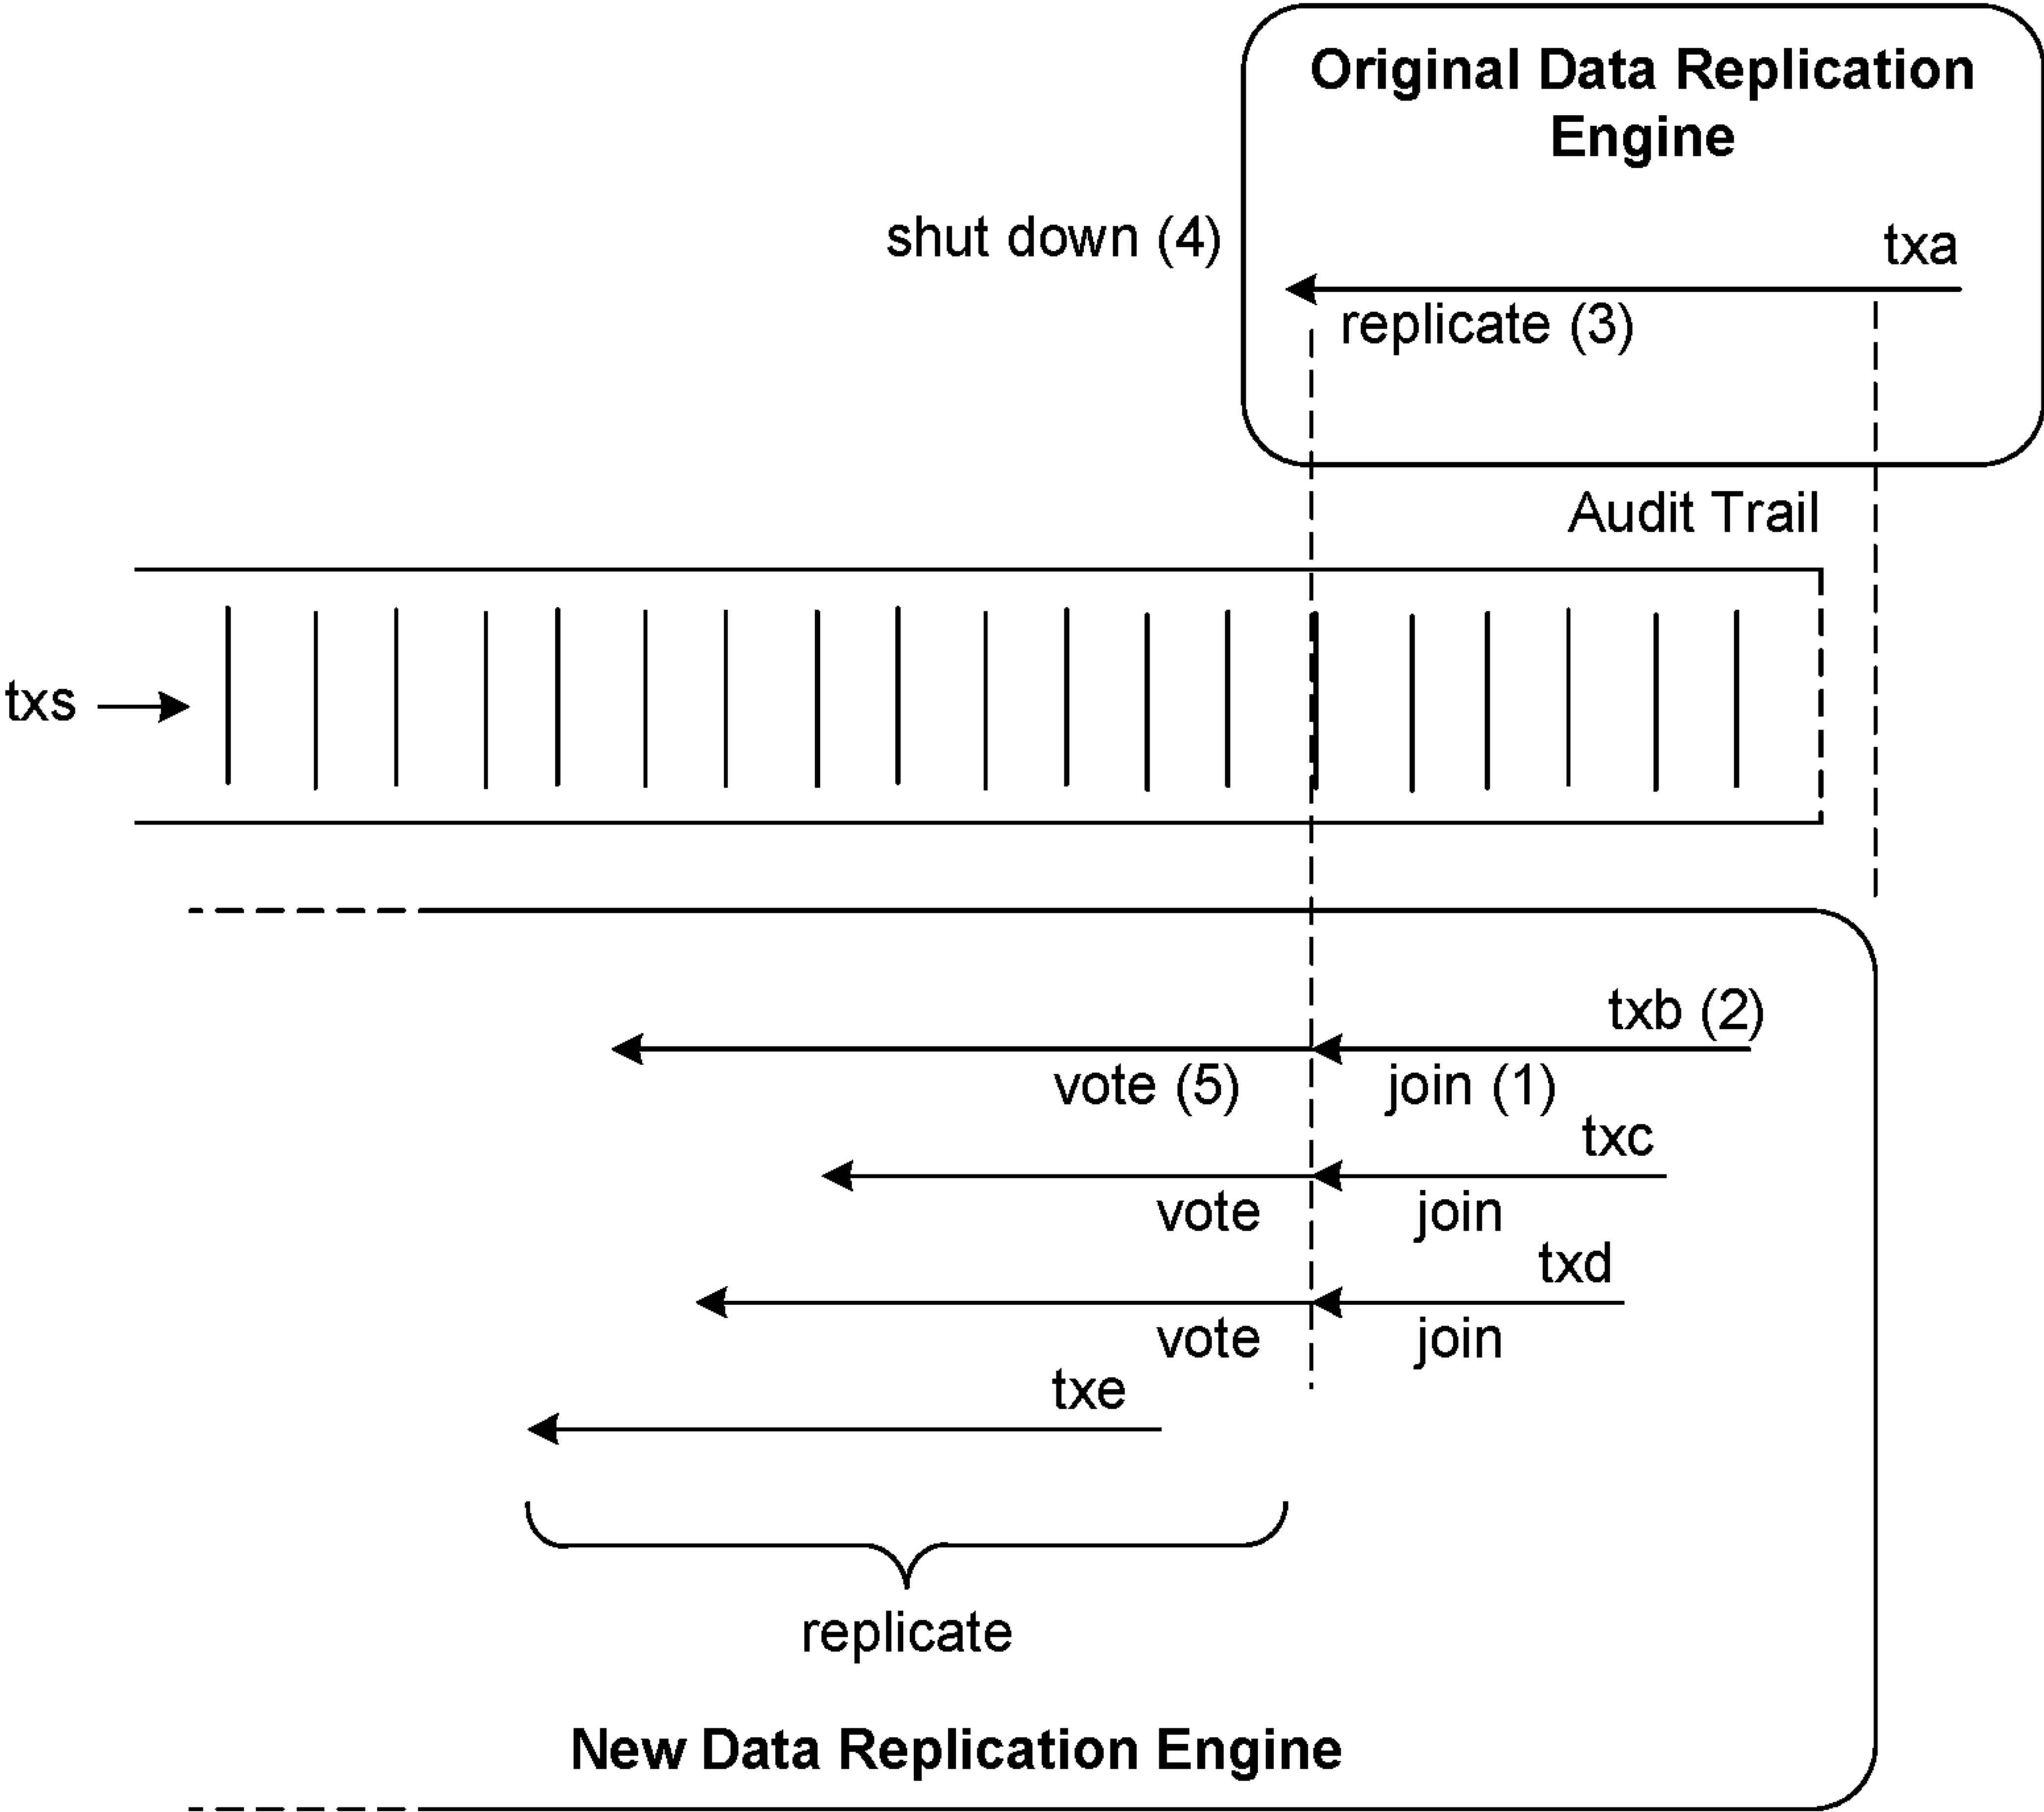 Original Data Replication
Engine
shut down (4)
txa
replicate (3)
Audit Trail
txs
txb (2)
vote (5)
join (1)
txc
vote
join
txd
vote
join
txe
replicate
New Data Replication Engine